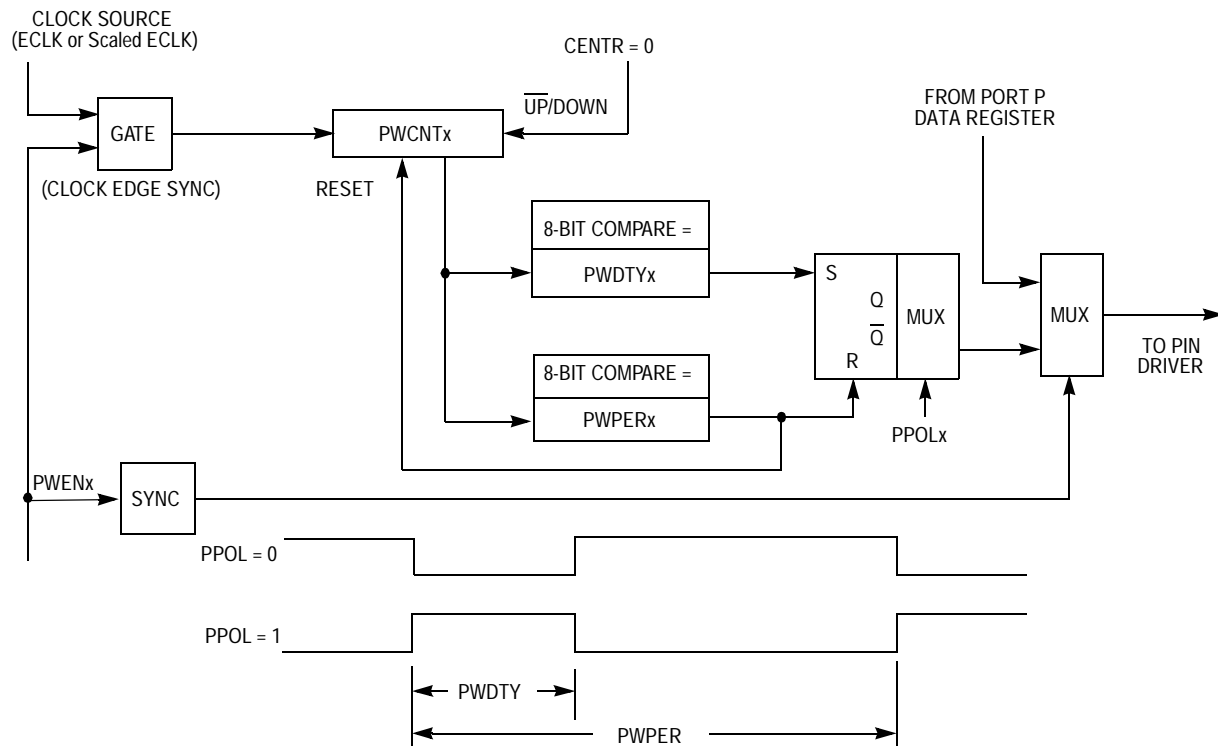 CLOCK SOURCE
(ECLK or Scaled ECLK)
CENTR = 0
U̅P̅/DOWN
FROM PORT P
DATA REGISTER
GATE
PWCNTx
(CLOCK EDGE SYNC)
RESET
8-BIT COMPARE =
PWDTYx
S
Q
Q̅
R
MUX
MUX
TO PIN
DRIVER
8-BIT COMPARE =
PWPERx
PPOLx
PWENx
SYNC
PPOL = 0
PPOL = 1
PWDTY
PWPER